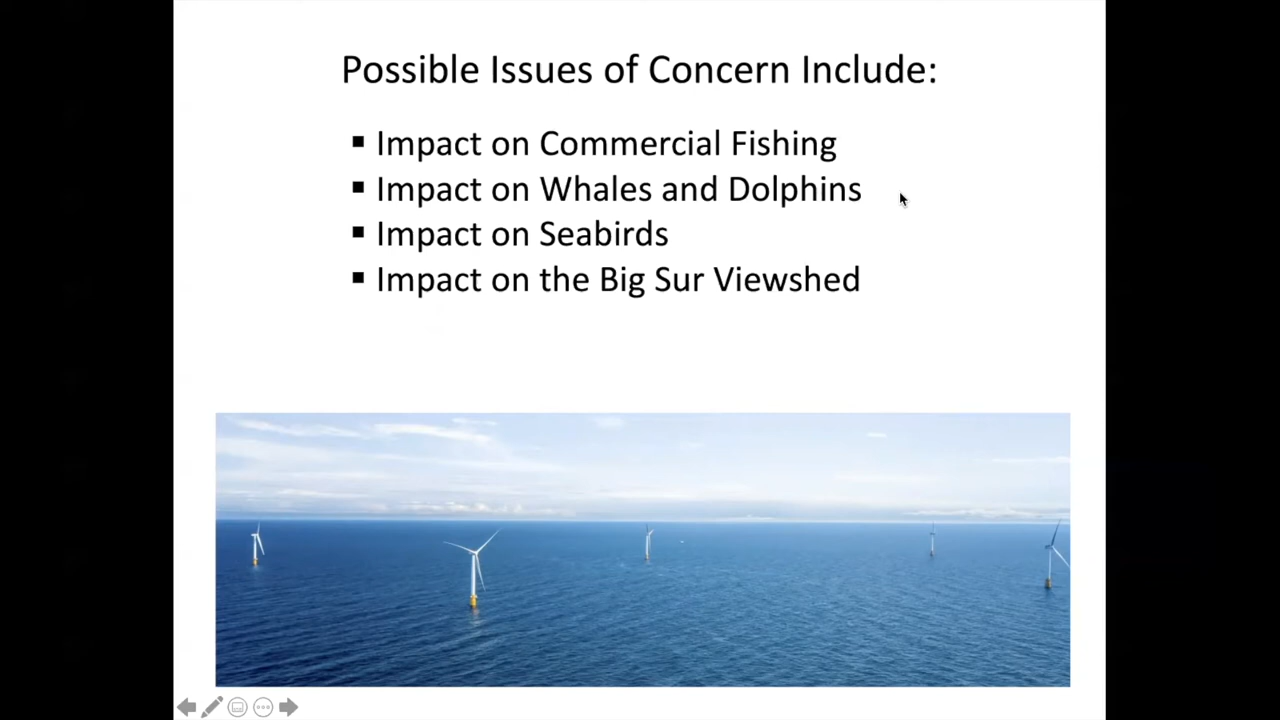 Possible Issues of Concern Include:
▪ Impact on Commercial Fishing
▪ Impact on Whales and Dolphins
▪ Impact on Seabirds
▪ Impact on the Big Sur Viewshed